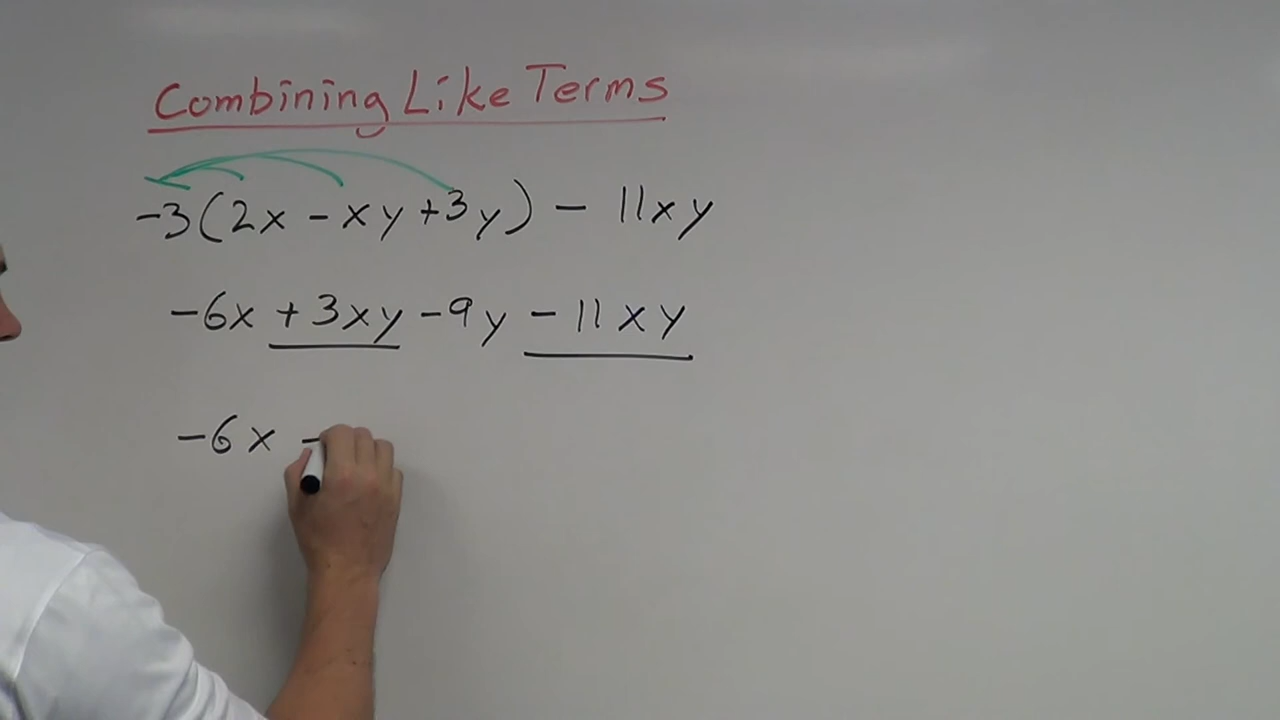 Combining Like Terms
-3(2x - xy +3y) - 11xy
-6x + 3xy - 9y - 11xy
-6x -